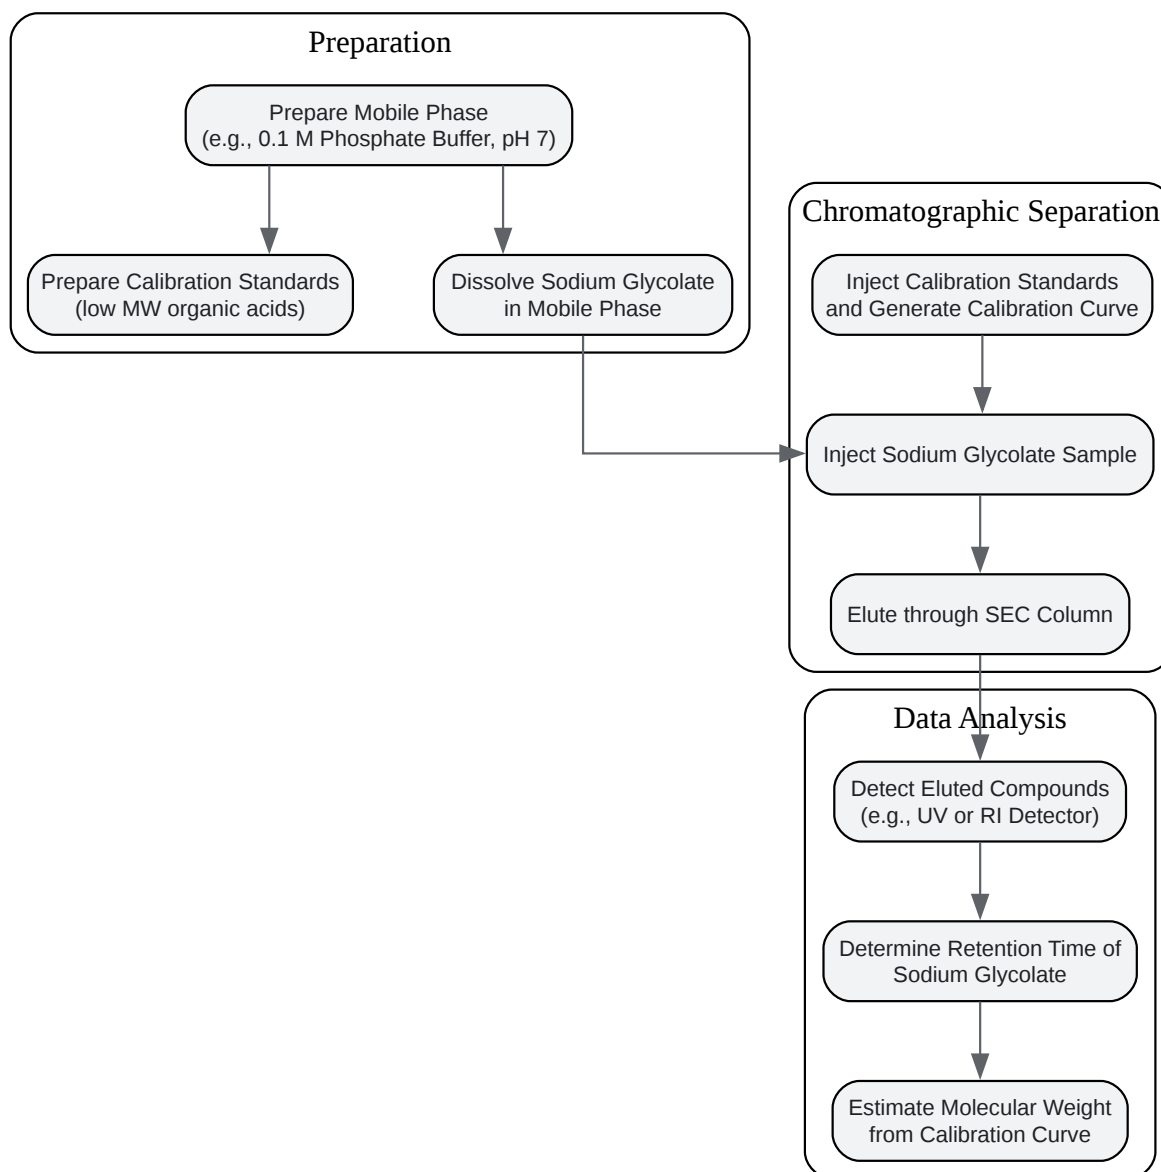 Preparation
Prepare Mobile Phase
(e.g., 0.1 M Phosphate Buffer, pH 7)
Prepare Calibration Standards
(low MW organic acids)
Dissolve Sodium Glycolate
in Mobile Phase
Chromatographic Separation
Inject Calibration Standards
and Generate Calibration Curve
Inject Sodium Glycolate Sample
Elute through SEC Column
Data Analysis
Detect Eluted Compounds
(e.g., UV or RI Detector)
Determine Retention Time of
Sodium Glycolate
Estimate Molecular Weight
from Calibration Curve